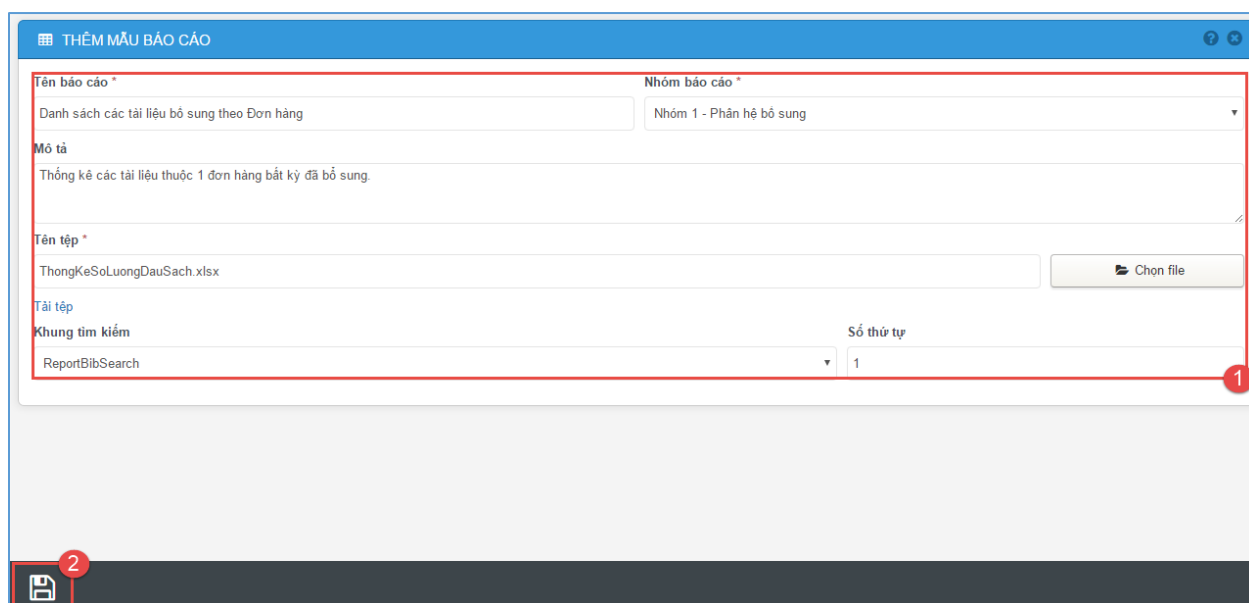 THÊM MẪU BÁO CÁO
Tên báo cáo * Nhóm báo cáo *
Danh sách các tài liệu bổ sung theo Đơn hàng Nhóm 1 - Phân hệ bổ sung
Mô tả
Thống kê các tài liệu thuộc 1 đơn hàng bất kỳ đã bổ sung.
Tên tệp *
ThongKeSoLuongDauSach.xlsx Chọn file
Tải tệp
Khung tìm kiếm Số thứ tự
ReportBibSearch 1
1
2